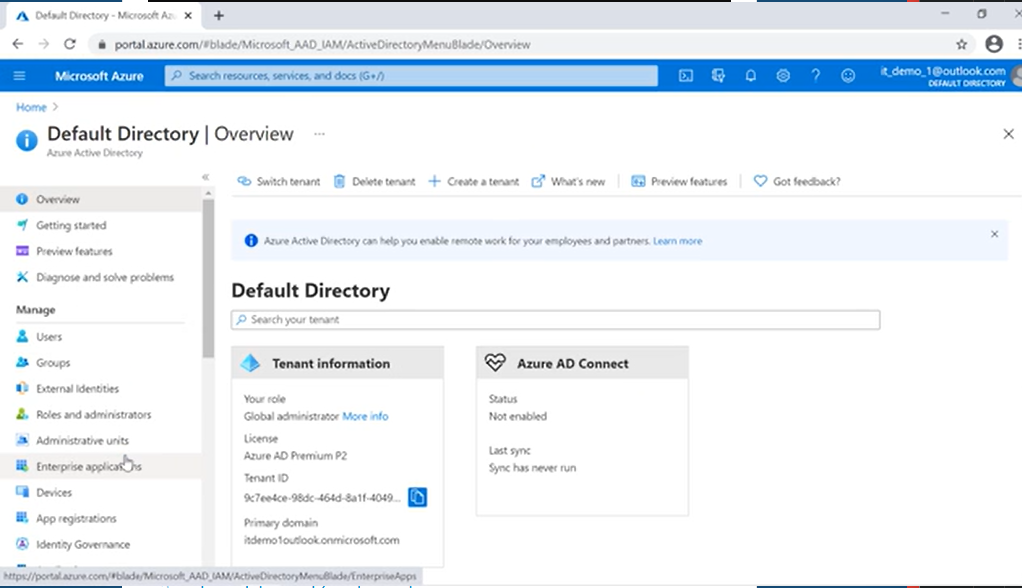 Default Directory - Microsoft Azu
portal.azure.com/#blade/Microsoft_AAD_IAM/ActiveDirectoryMenuBlade/Overview
Microsoft Azure
Search resources, services, and docs (G+/)
it_demo_1@outlook.com
DEFAULT DIRECTORY
Home
Default Directory | Overview ...
Azure Active Directory
Switch tenant
Delete tenant
Create a tenant
What's new
Preview features
Got feedback?
Overview
Getting started
Preview features
Diagnose and solve problems
Manage
Users
Groups
External Identities
Roles and administrators
Administrative units
Enterprise applications
Devices
App registrations
Identity Governance
Azure Active Directory can help you enable remote work for your employees and partners. Learn more
Default Directory
Search your tenant
Tenant information
Your role
Global administrator More info
License
Azure AD Premium P2
Tenant ID
9c7ee4ce-98dc-464d-8a1f-4049...
Primary domain
itdemo1outlook.onmicrosoft.com
Azure AD Connect
Status
Not enabled
Last sync
Sync has never run
https://portal.azure.com/#blade/Microsoft_AAD_IAM/ActiveDirectoryMenuBlade/EnterpriseApps